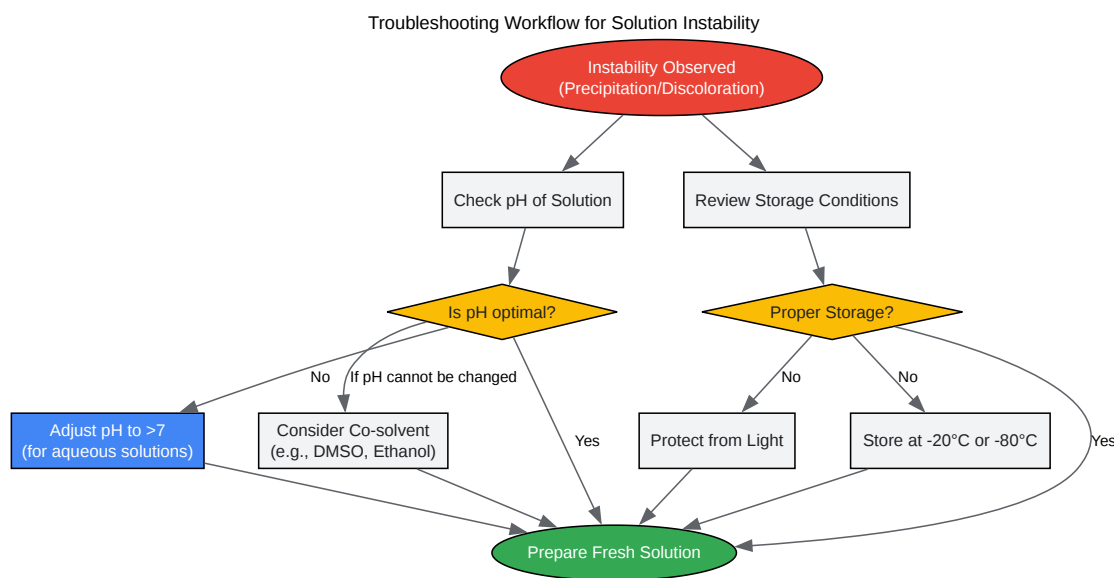 Troubleshooting Workflow for Solution Instability
Instability Observed
(Precipitation/Discoloration)
Check pH of Solution
Review Storage Conditions
Is pH optimal?
Proper Storage?
No
If pH cannot be changed
Yes
No
No
Yes
Adjust pH to >7
(for aqueous solutions)
Consider Co-solvent
(e.g., DMSO, Ethanol)
Protect from Light
Store at -20°C or -80°C
Prepare Fresh Solution